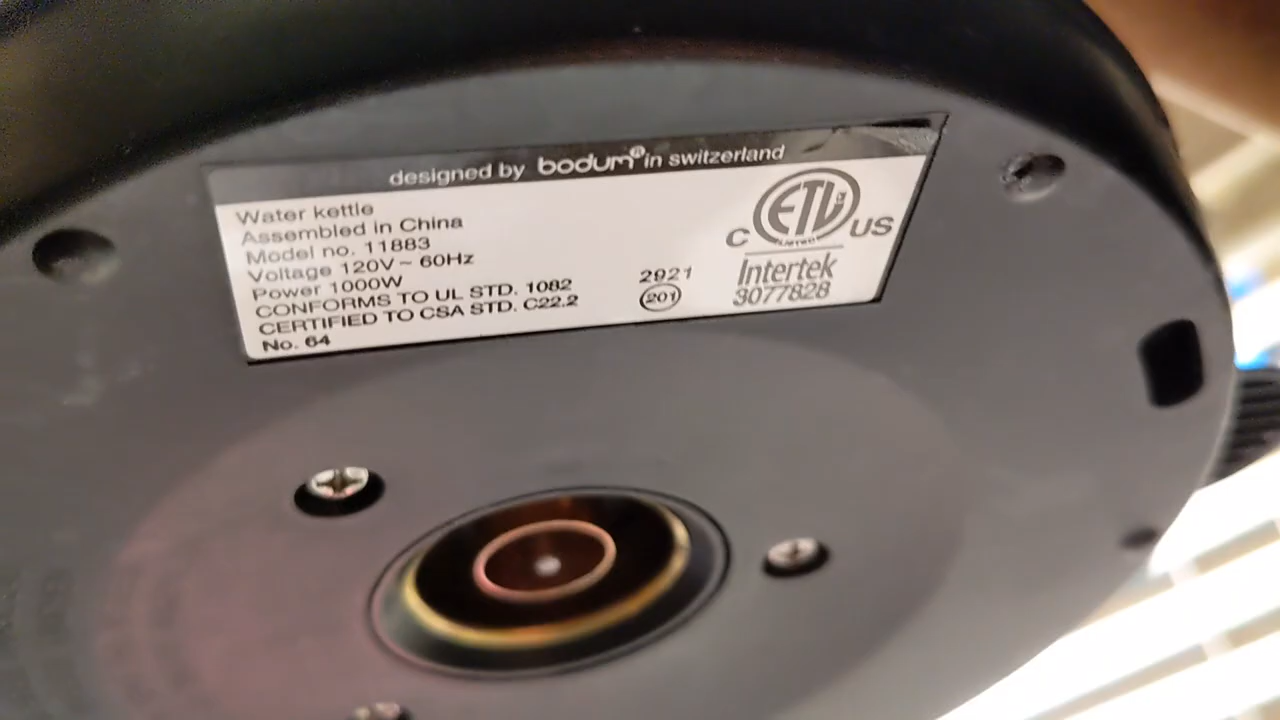 designed by bodum® in switzerland
Water kettle
Assembled in China
Model no. 11883
Voltage 120V ~ 60Hz
Power 1000W
CONFORMS TO UL STD. 1082
CERTIFIED TO CSA STD. C22.2
No. 64
2921
201
ETL
LISTED
C US
Intertek
3077828